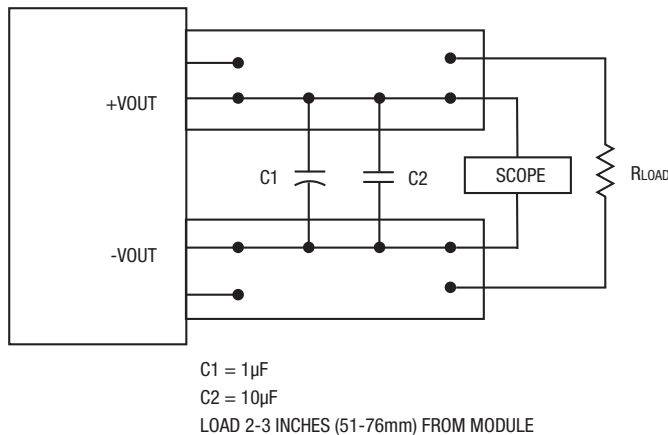 +VOUT
C1
C2
SCOPE
RLOAD
-VOUT
C1 = 1µF
C2 = 10µF
LOAD 2-3 INCHES (51-76mm) FROM MODULE